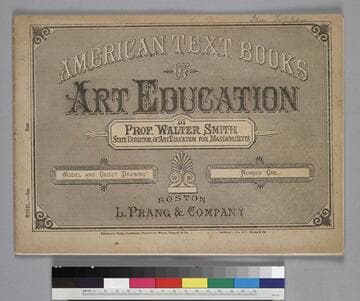 AMERICAN TEXT BOOKS
OF
ART EDUCATION
BY
PROF. WALTER SMITH,
STATE DIRECTOR OF ART EDUCATION FOR MASSACHUSETTS
MODEL AND OBJECT DRAWING.
NUMBER ONE.
BOSTON
L. PRANG & COMPANY